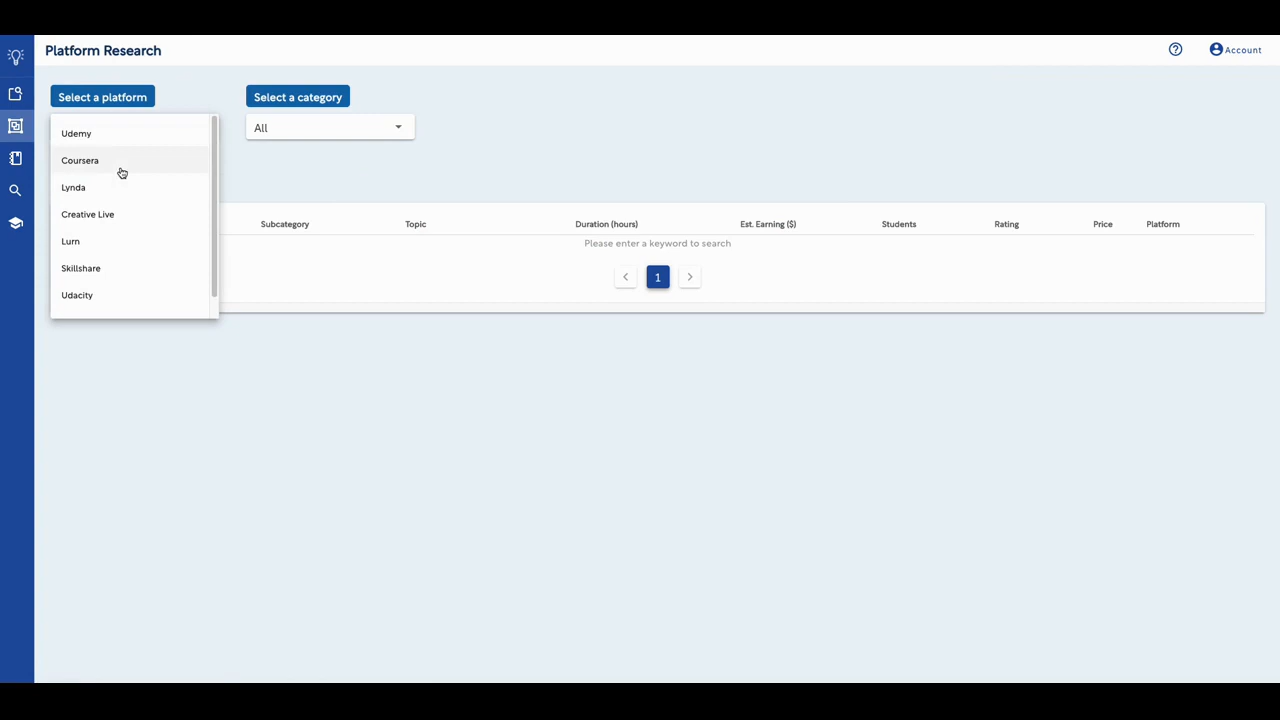 Platform Research
Account
Select a platform
Select a category
All
Udemy
Coursera
Lynda
Creative Live
Lurn
Skillshare
Udacity
Subcategory Topic Duration (hours) Est. Earning ($) Students Rating Price Platform
Please enter a keyword to search
1